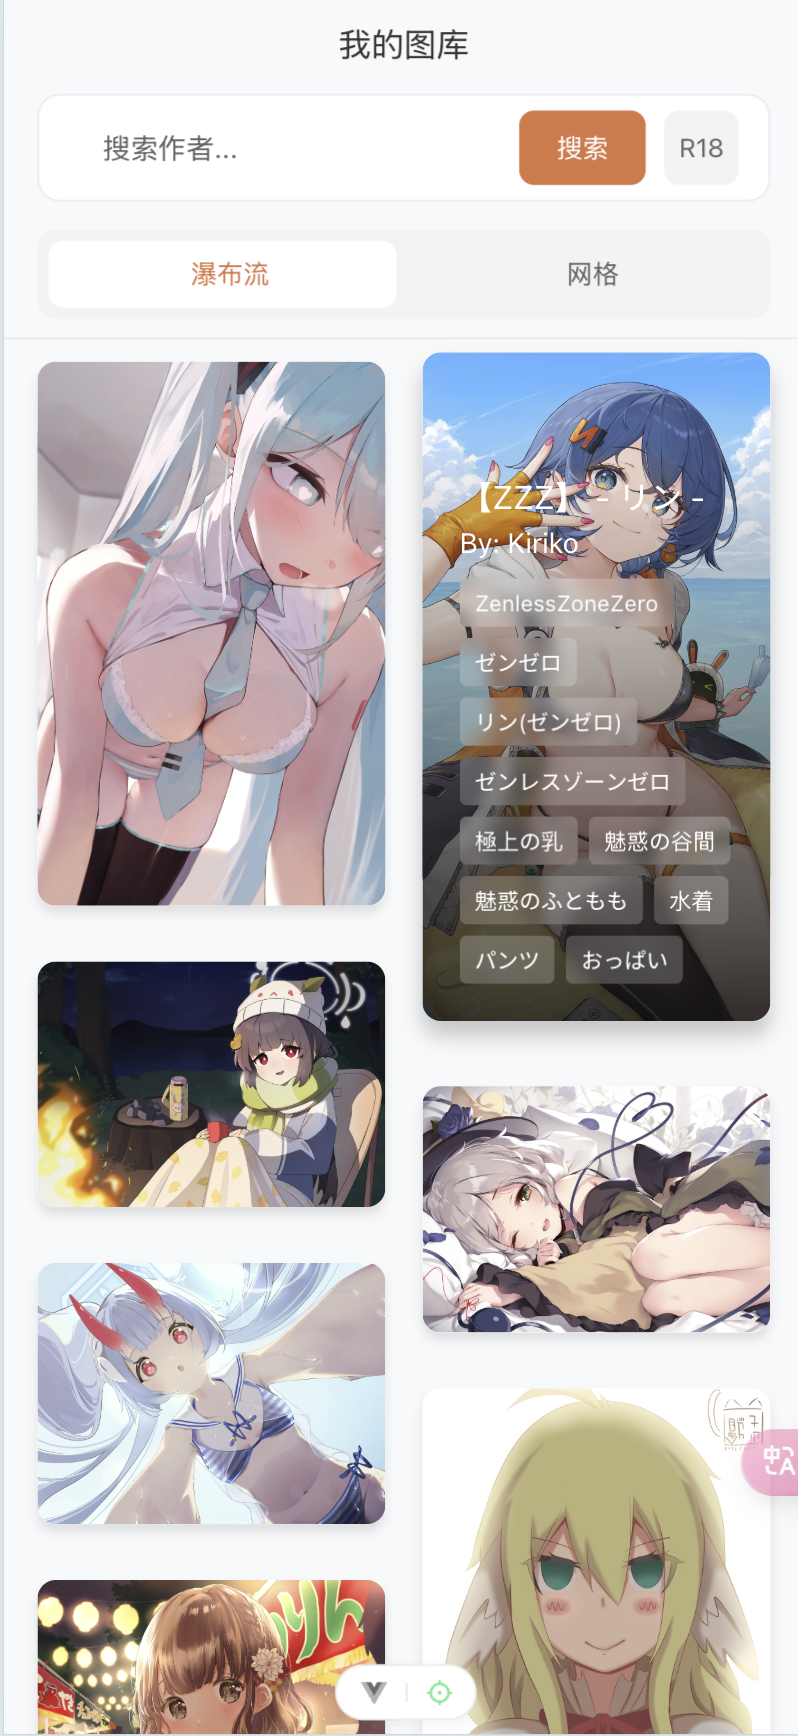 我的图库
搜索作者...
搜索
R18
瀑布流
网格
【ZZZ】 - リン -
By: Kiriko
ZenlessZoneZero
ゼンゼロ
リン(ゼンゼロ)
ゼンレスゾーンゼロ
極上の乳
魅惑の谷間
魅惑のふともも
水着
パンツ
おっぱい